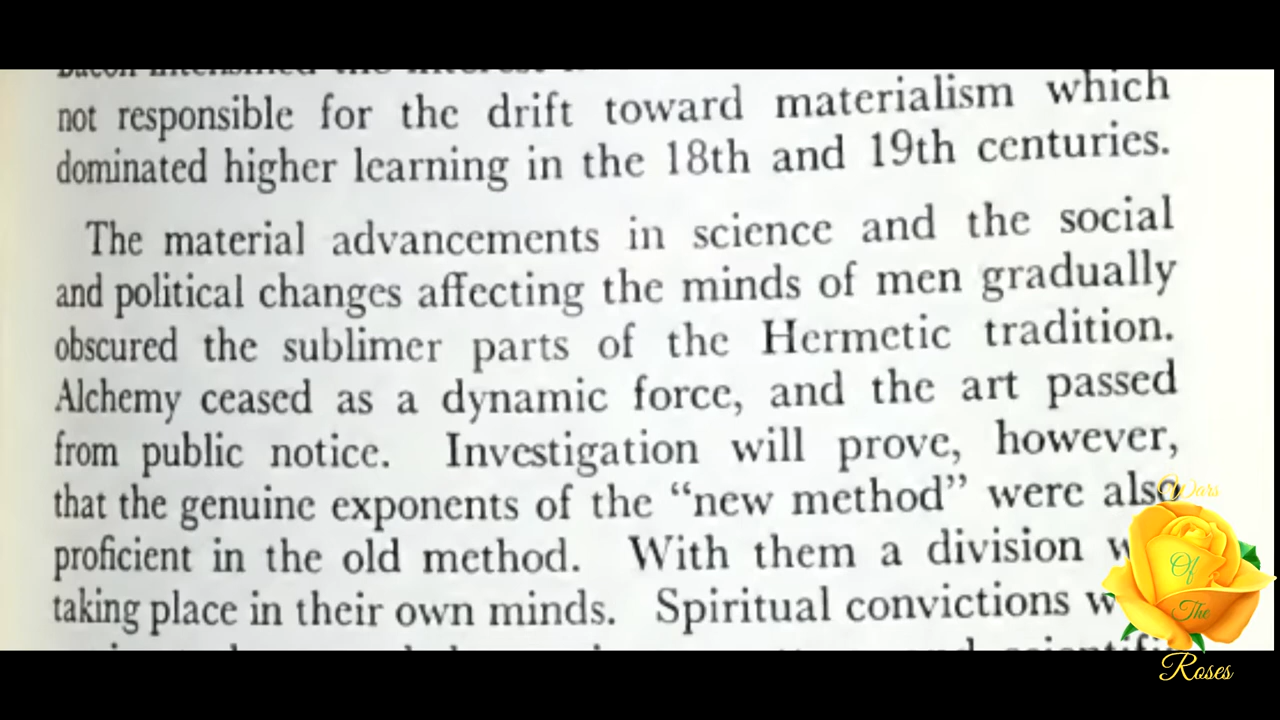 not responsible for the drift toward materialism which
dominated higher learning in the 18th and 19th centuries.
The material advancements in science and the social
and political changes affecting the minds of men gradually
obscured the sublimer parts of the Hermetic tradition.
Alchemy ceased as a dynamic force, and the art passed
from public notice. Investigation will prove, however,
that the genuine exponents of the “new method” were also
proficient in the old method. With them a division
taking place in their own minds. Spiritual convictions
Wars
Of
The
Roses